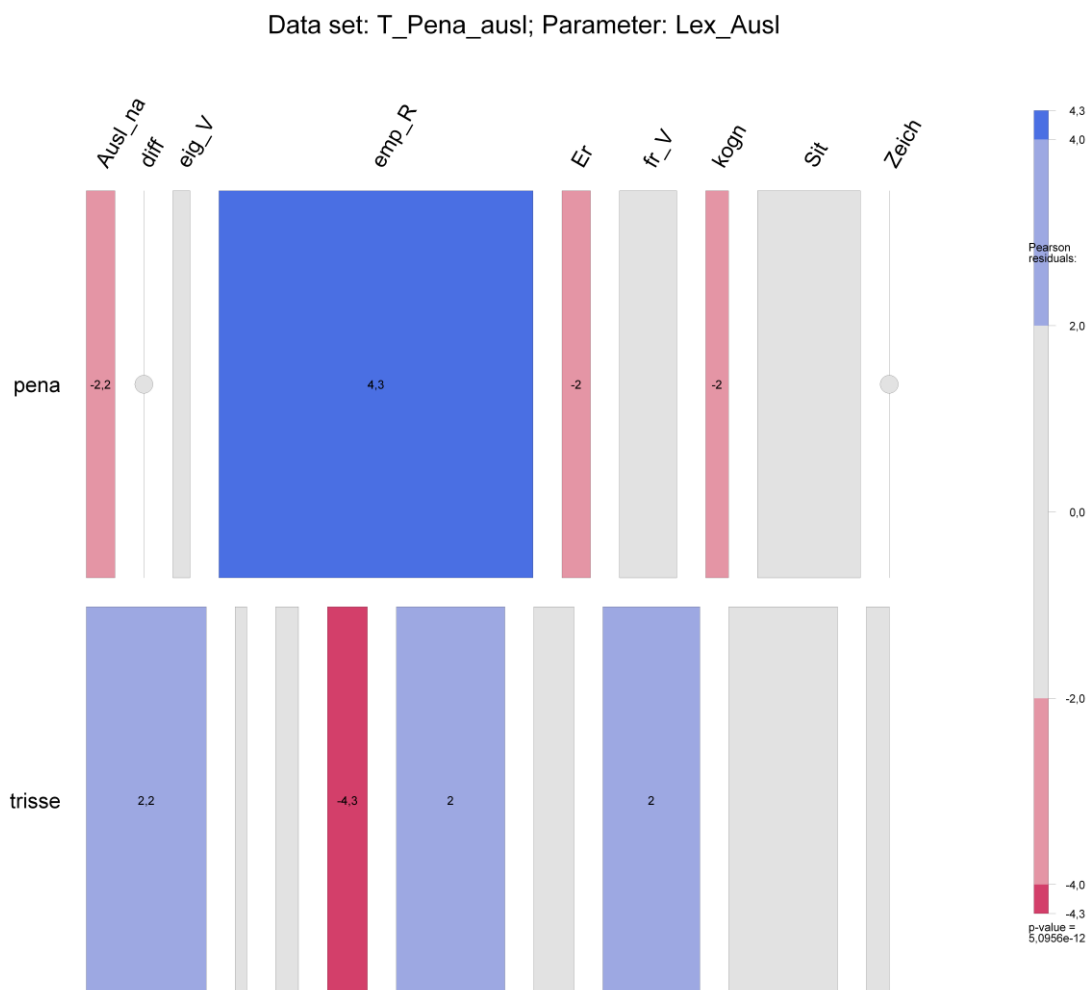 Data set: T_Pena_ausl; Parameter: Lex_Ausl
Ausl_na
diff
eig_V
emp_R
Er
fr_V
kogn
Sit
Zeich
pena
-2,2
4,3
-2
-2
trisse
2,2
-4,3
2
2
4,3
4,0
Pearson
residuals:
2,0
0,0
-2,0
-4,0
-4,3
p-value =
5,0956e-12